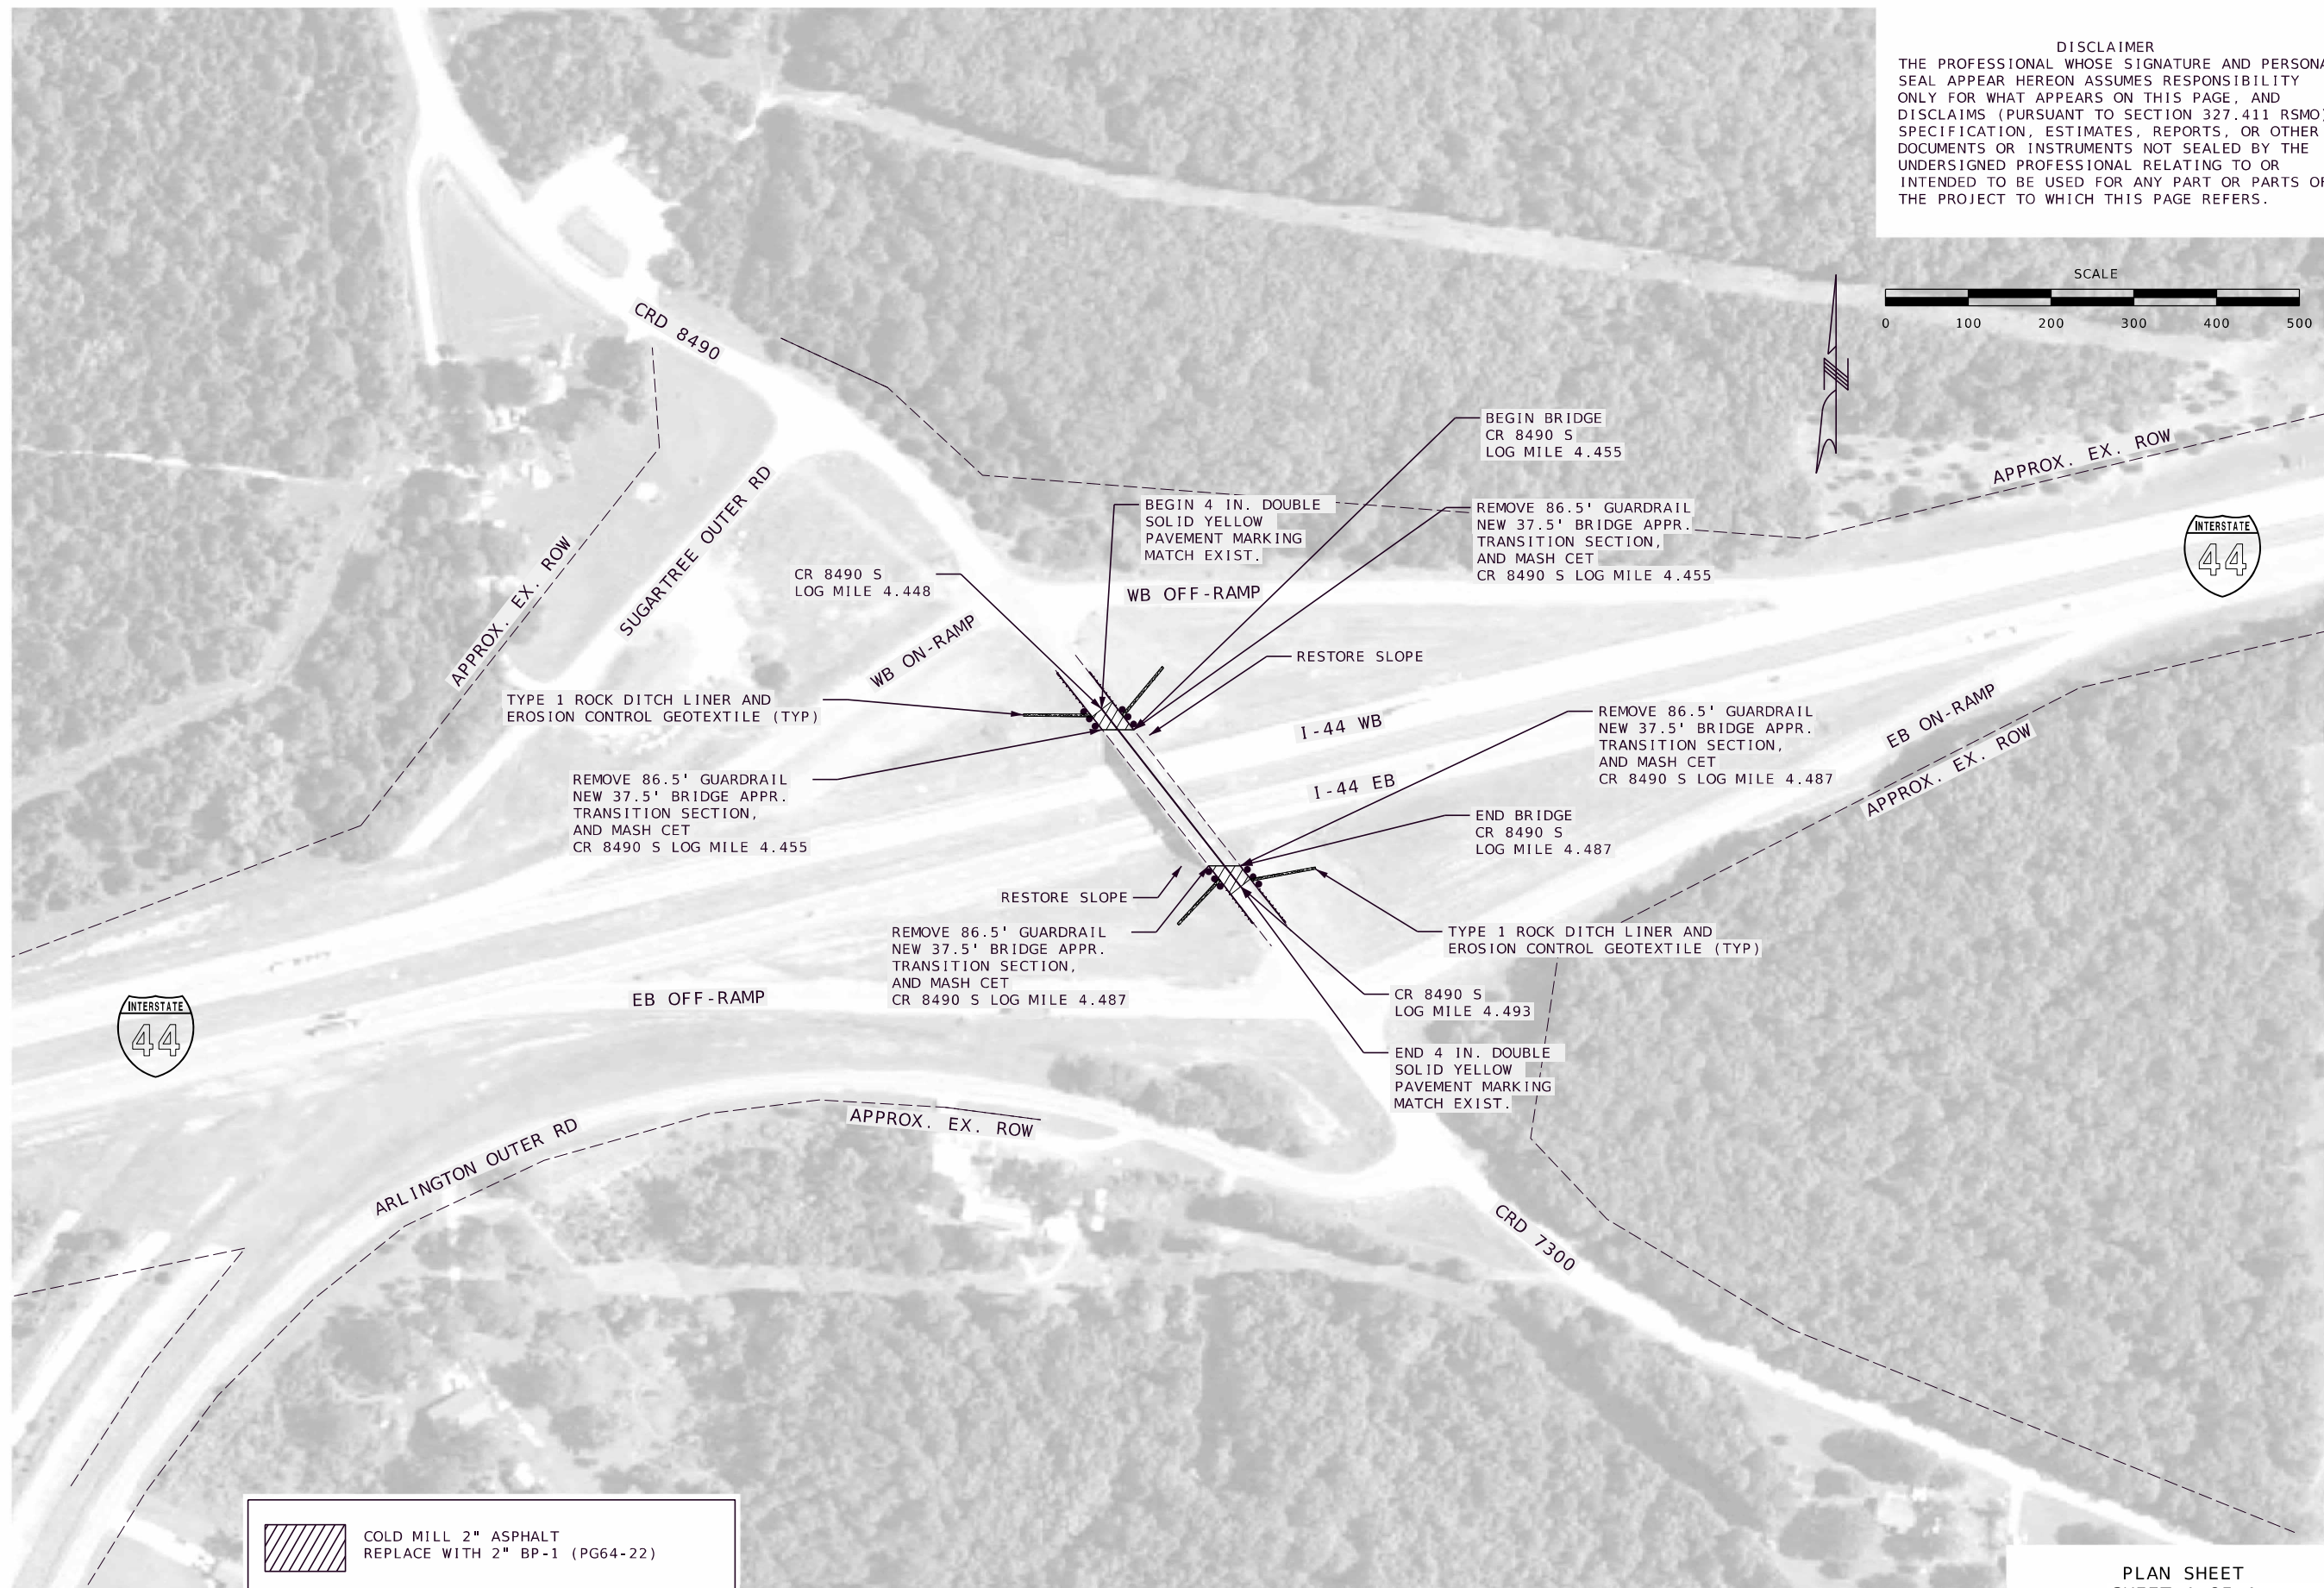 DISCLAIMER
THE PROFESSIONAL WHOSE SIGNATURE AND
SEAL APPEAR HEREON ASSUMES RESPONSIBILITY
ONLY FOR WHAT APPEARS ON THIS PAGE, AND
DISCLAIMS (PURSUANT TO SECTION 327.411 RSMO)
SPECIFICATION, ESTIMATES, REPORTS, OR OTHER
DOCUMENTS OR INSTRUMENTS NOT SEALED BY THE
UNDERSIGNED PROFESSIONAL RELATING TO OR
INTENDED TO BE USED FOR ANY PART OR PARTS OF
THE PROJECT TO WHICH THIS PAGE REFERS.
SCALE
0 100 200 300 400 500
N
CRD 8490
BEGIN BRIDGE
CR 8490 S
LOG MILE 4.455
APPROX. EX. ROW
BEGIN 4 IN. DOUBLE
SOLID YELLOW
PAVEMENT MARKING
MATCH EXIST.
REMOVE 86.5' GUARDRAIL
NEW 37.5' BRIDGE APPR.
TRANSITION SECTION,
AND MASH CET
CR 8490 S LOG MILE 4.455
INTERSTATE
44
SUGARTREE OUTER RD
APPROX. EX. ROW
CR 8490 S
LOG MILE 4.448
WB OFF-RAMP
WB ON-RAMP
RESTORE SLOPE
TYPE 1 ROCK DITCH LINER AND
EROSION CONTROL GEOTEXTILE (TYP)
I-44 WB
REMOVE 86.5' GUARDRAIL
NEW 37.5' BRIDGE APPR.
TRANSITION SECTION,
AND MASH CET
CR 8490 S LOG MILE 4.487
EB ON-RAMP
APPROX. EX. ROW
REMOVE 86.5' GUARDRAIL
NEW 37.5' BRIDGE APPR.
TRANSITION SECTION,
AND MASH CET
CR 8490 S LOG MILE 4.455
I-44 EB
END BRIDGE
CR 8490 S
LOG MILE 4.487
RESTORE SLOPE
REMOVE 86.5' GUARDRAIL
NEW 37.5' BRIDGE APPR.
TRANSITION SECTION,
AND MASH CET
CR 8490 S LOG MILE 4.487
TYPE 1 ROCK DITCH LINER AND
EROSION CONTROL GEOTEXTILE (TYP)
EB OFF-RAMP
INTERSTATE
44
CR 8490 S
LOG MILE 4.493
END 4 IN. DOUBLE
SOLID YELLOW
PAVEMENT MARKING
MATCH EXIST.
APPROX. EX. ROW
ARLINGTON OUTER RD
CRD 7300
COLD MILL 2" ASPHALT
REPLACE WITH 2" BP-1 (PG64-22)
PLAN SHEET